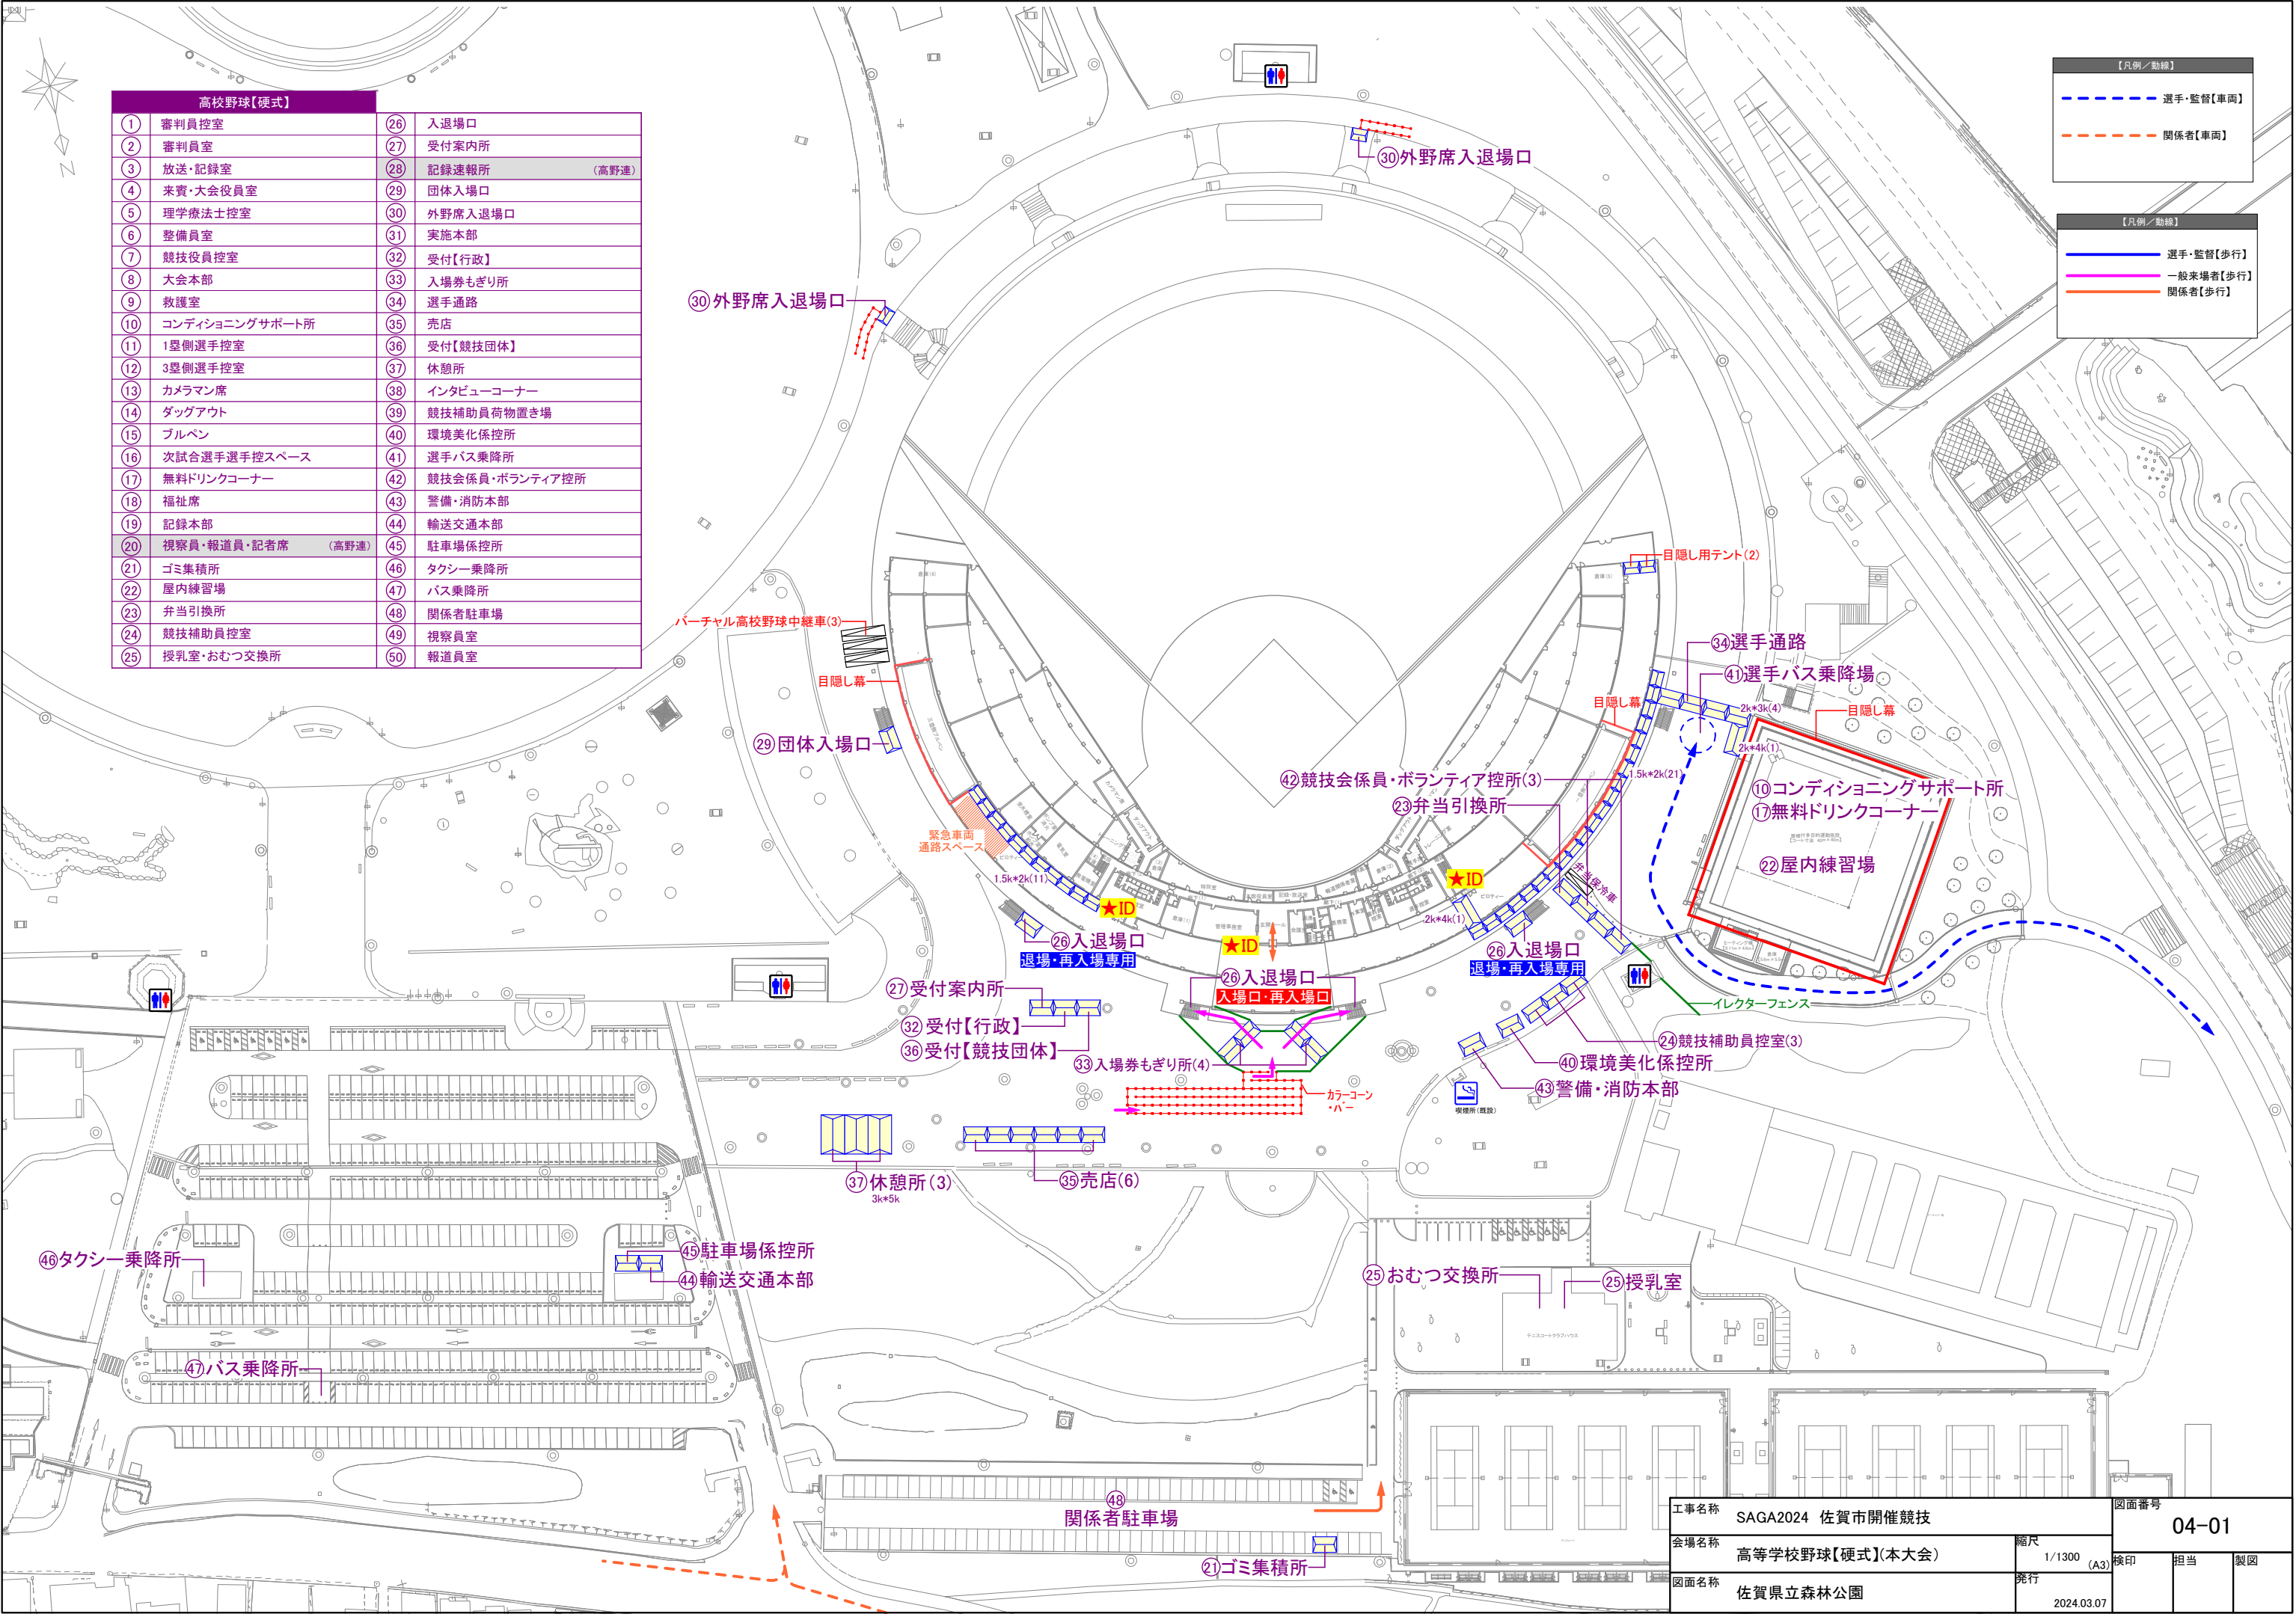 高校野球【硬式】
① 審判員控室 ㉖ 入退場口
② 審判員室 ㉗ 受付案内所
③ 放送・記録室 ㉘ 記録速報所 (高野連)
④ 来賓・大会役員室 ㉙ 団体入場口
⑤ 理学療法士控室 ㉚ 外野席入退場口
⑥ 整備員室 ㉛ 実施本部
⑦ 競技役員控室 ㉜ 受付【行政】
⑧ 大会本部 ㉝ 入場券もぎり所
⑨ 救護室 ㉞ 選手通路
⑩ コンディショニングサポート所 ㉟ 売店
⑪ 1塁側選手控室 ㊱ 受付【競技団体】
⑫ 3塁側選手控室 ㊲ 休憩所
⑬ カメラマン席 ㊳ インタビューコーナー
⑭ ダッグアウト ㊴ 競技補助員荷物置き場
⑮ ブルペン ㊵ 環境美化係控所
⑯ 次試合選手選手控スペース ㊶ 選手バス乗降所
⑰ 無料ドリンクコーナー ㊷ 競技会係員・ボランティア控所
⑱ 福祉席 ㊸ 警備・消防本部
⑲ 記録本部 ㊹ 輸送交通本部
⑳ 視察員・報道員・記者席 (高野連) ㊺ 駐車場係控所
㉑ ゴミ集積所 ㊻ タクシー乗降所
㉒ 屋内練習場 ㊼ バス乗降所
㉓ 弁当引換所 ㊽ 関係者駐車場
㉔ 競技補助員控室 ㊾ 視察員室
㉕ 授乳室・おむつ交換所 ㊿ 報道員室
N
【凡例／動線】
選手・監督【車両】
関係者【車両】
【凡例／動線】
選手・監督【歩行】
一般来場者【歩行】
関係者【歩行】
㉚外野席入退場口
㉚外野席入退場口
目隠し用テント(2)
バーチャル高校野球中継車(3)
目隠し幕
㉞選手通路
㊶選手バス乗降場
2k*3k(4)
目隠し幕
目隠し幕
2k*4k(1)
㉙団体入場口
㊷競技会係員・ボランティア控所(3)
1.5k*2k(21)
㉓弁当引換所
⑩コンディショニングサポート所
⑰無料ドリンクコーナー
㉒屋内練習場
緊急車両
通路スペース
1.5k*2k(11)
弁当保冷車
★ID
★ID
★ID
2k*4k(1)
㉖入退場口
退場・再入場専用
㉖入退場口
退場・再入場専用
㉖入退場口
入場口・再入場口
㉗受付案内所
㉜受付【行政】
㊱受付【競技団体】
㉝入場券もぎり所(4)
イレクターフェンス
㉔競技補助員控室(3)
㊵環境美化係控所
㊸警備・消防本部
喫煙所(既設)
カラーコーン
・バー
㊲休憩所(3)
3k*5k
㉟売店(6)
㊺駐車場係控所
㊹輸送交通本部
㊻タクシー乗降所
㊼バス乗降所
㉕おむつ交換所
㉕授乳室
テニスコートクラブハウス
㊽
関係者駐車場
㉑ゴミ集積所
工事名称 SAGA2024 佐賀市開催競技
図面番号 04-01
会場名称 高等学校野球【硬式】(本大会)
縮尺 1/1300 (A3)
検印 担当 製図
図面名称 佐賀県立森林公園
発行 2024.03.07